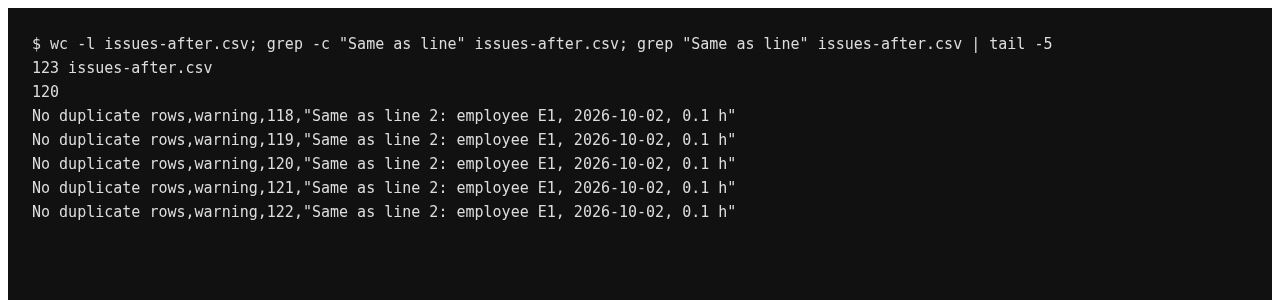 $ wc -l issues-after.csv; grep -c "Same as line" issues-after.csv; grep "Same as line" issues-after.csv | tail -5
123 issues-after.csv
120
No duplicate rows,warning,118,"Same as line 2: employee E1, 2026-10-02, 0.1 h"
No duplicate rows,warning,119,"Same as line 2: employee E1, 2026-10-02, 0.1 h"
No duplicate rows,warning,120,"Same as line 2: employee E1, 2026-10-02, 0.1 h"
No duplicate rows,warning,121,"Same as line 2: employee E1, 2026-10-02, 0.1 h"
No duplicate rows,warning,122,"Same as line 2: employee E1, 2026-10-02, 0.1 h"